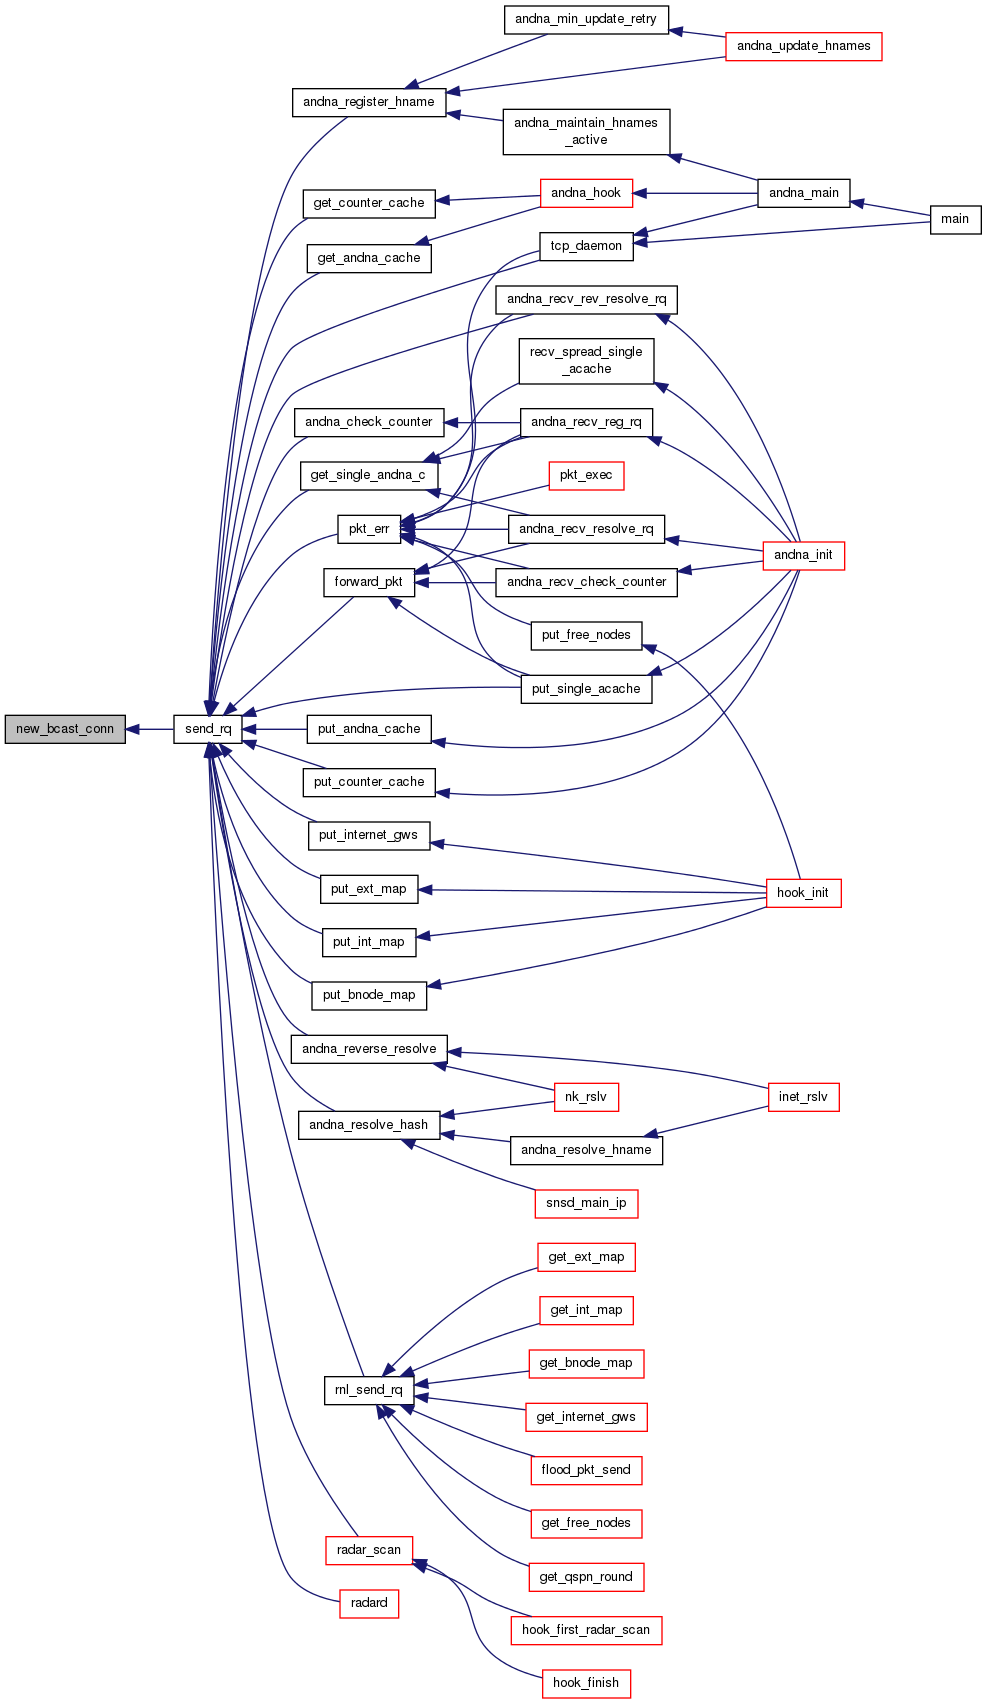 andna_min_update_retry
andna_update_hnames
andna_register_hname
andna_maintain_hnames
_active
andna_hook
andna_main
get_counter_cache
main
tcp_daemon
get_andna_cache
andna_recv_rev_resolve_rq
recv_spread_single
_acache
andna_check_counter
andna_recv_reg_rq
get_single_andna_c
pkt_exec
pkt_err
andna_recv_resolve_rq
andna_init
forward_pkt
andna_recv_check_counter
put_free_nodes
put_single_acache
new_bcast_conn
send_rq
put_andna_cache
put_counter_cache
put_internet_gws
put_ext_map
hook_init
put_int_map
put_bnode_map
andna_reverse_resolve
nk_rslv
inet_rslv
andna_resolve_hash
andna_resolve_hname
snsd_main_ip
get_ext_map
get_int_map
get_bnode_map
rnl_send_rq
get_internet_gws
flood_pkt_send
get_free_nodes
radar_scan
get_qspn_round
radard
hook_first_radar_scan
hook_finish